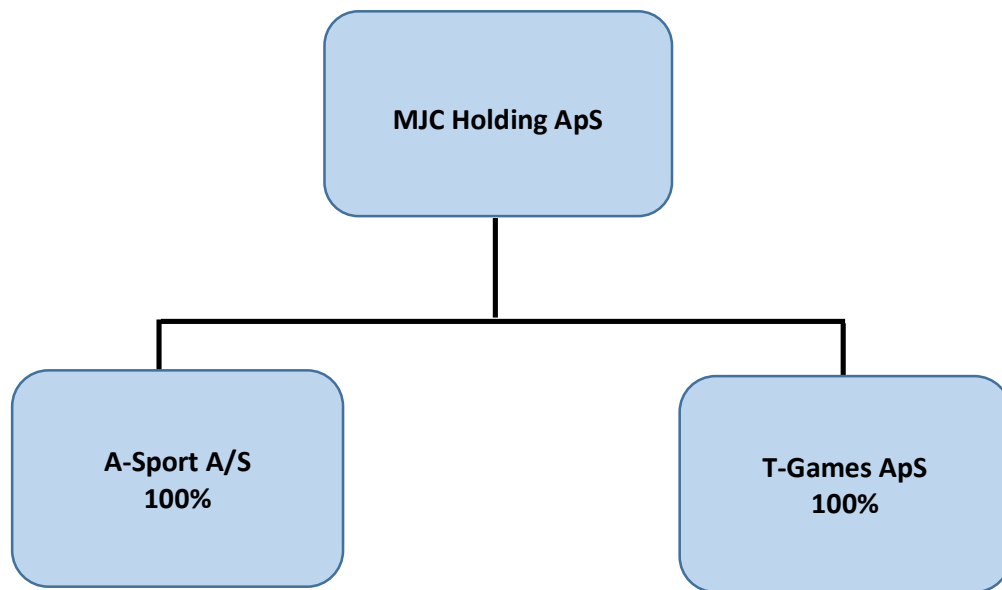 MJC Holding ApS
A-Sport A/S
100%
T-Games ApS
100%